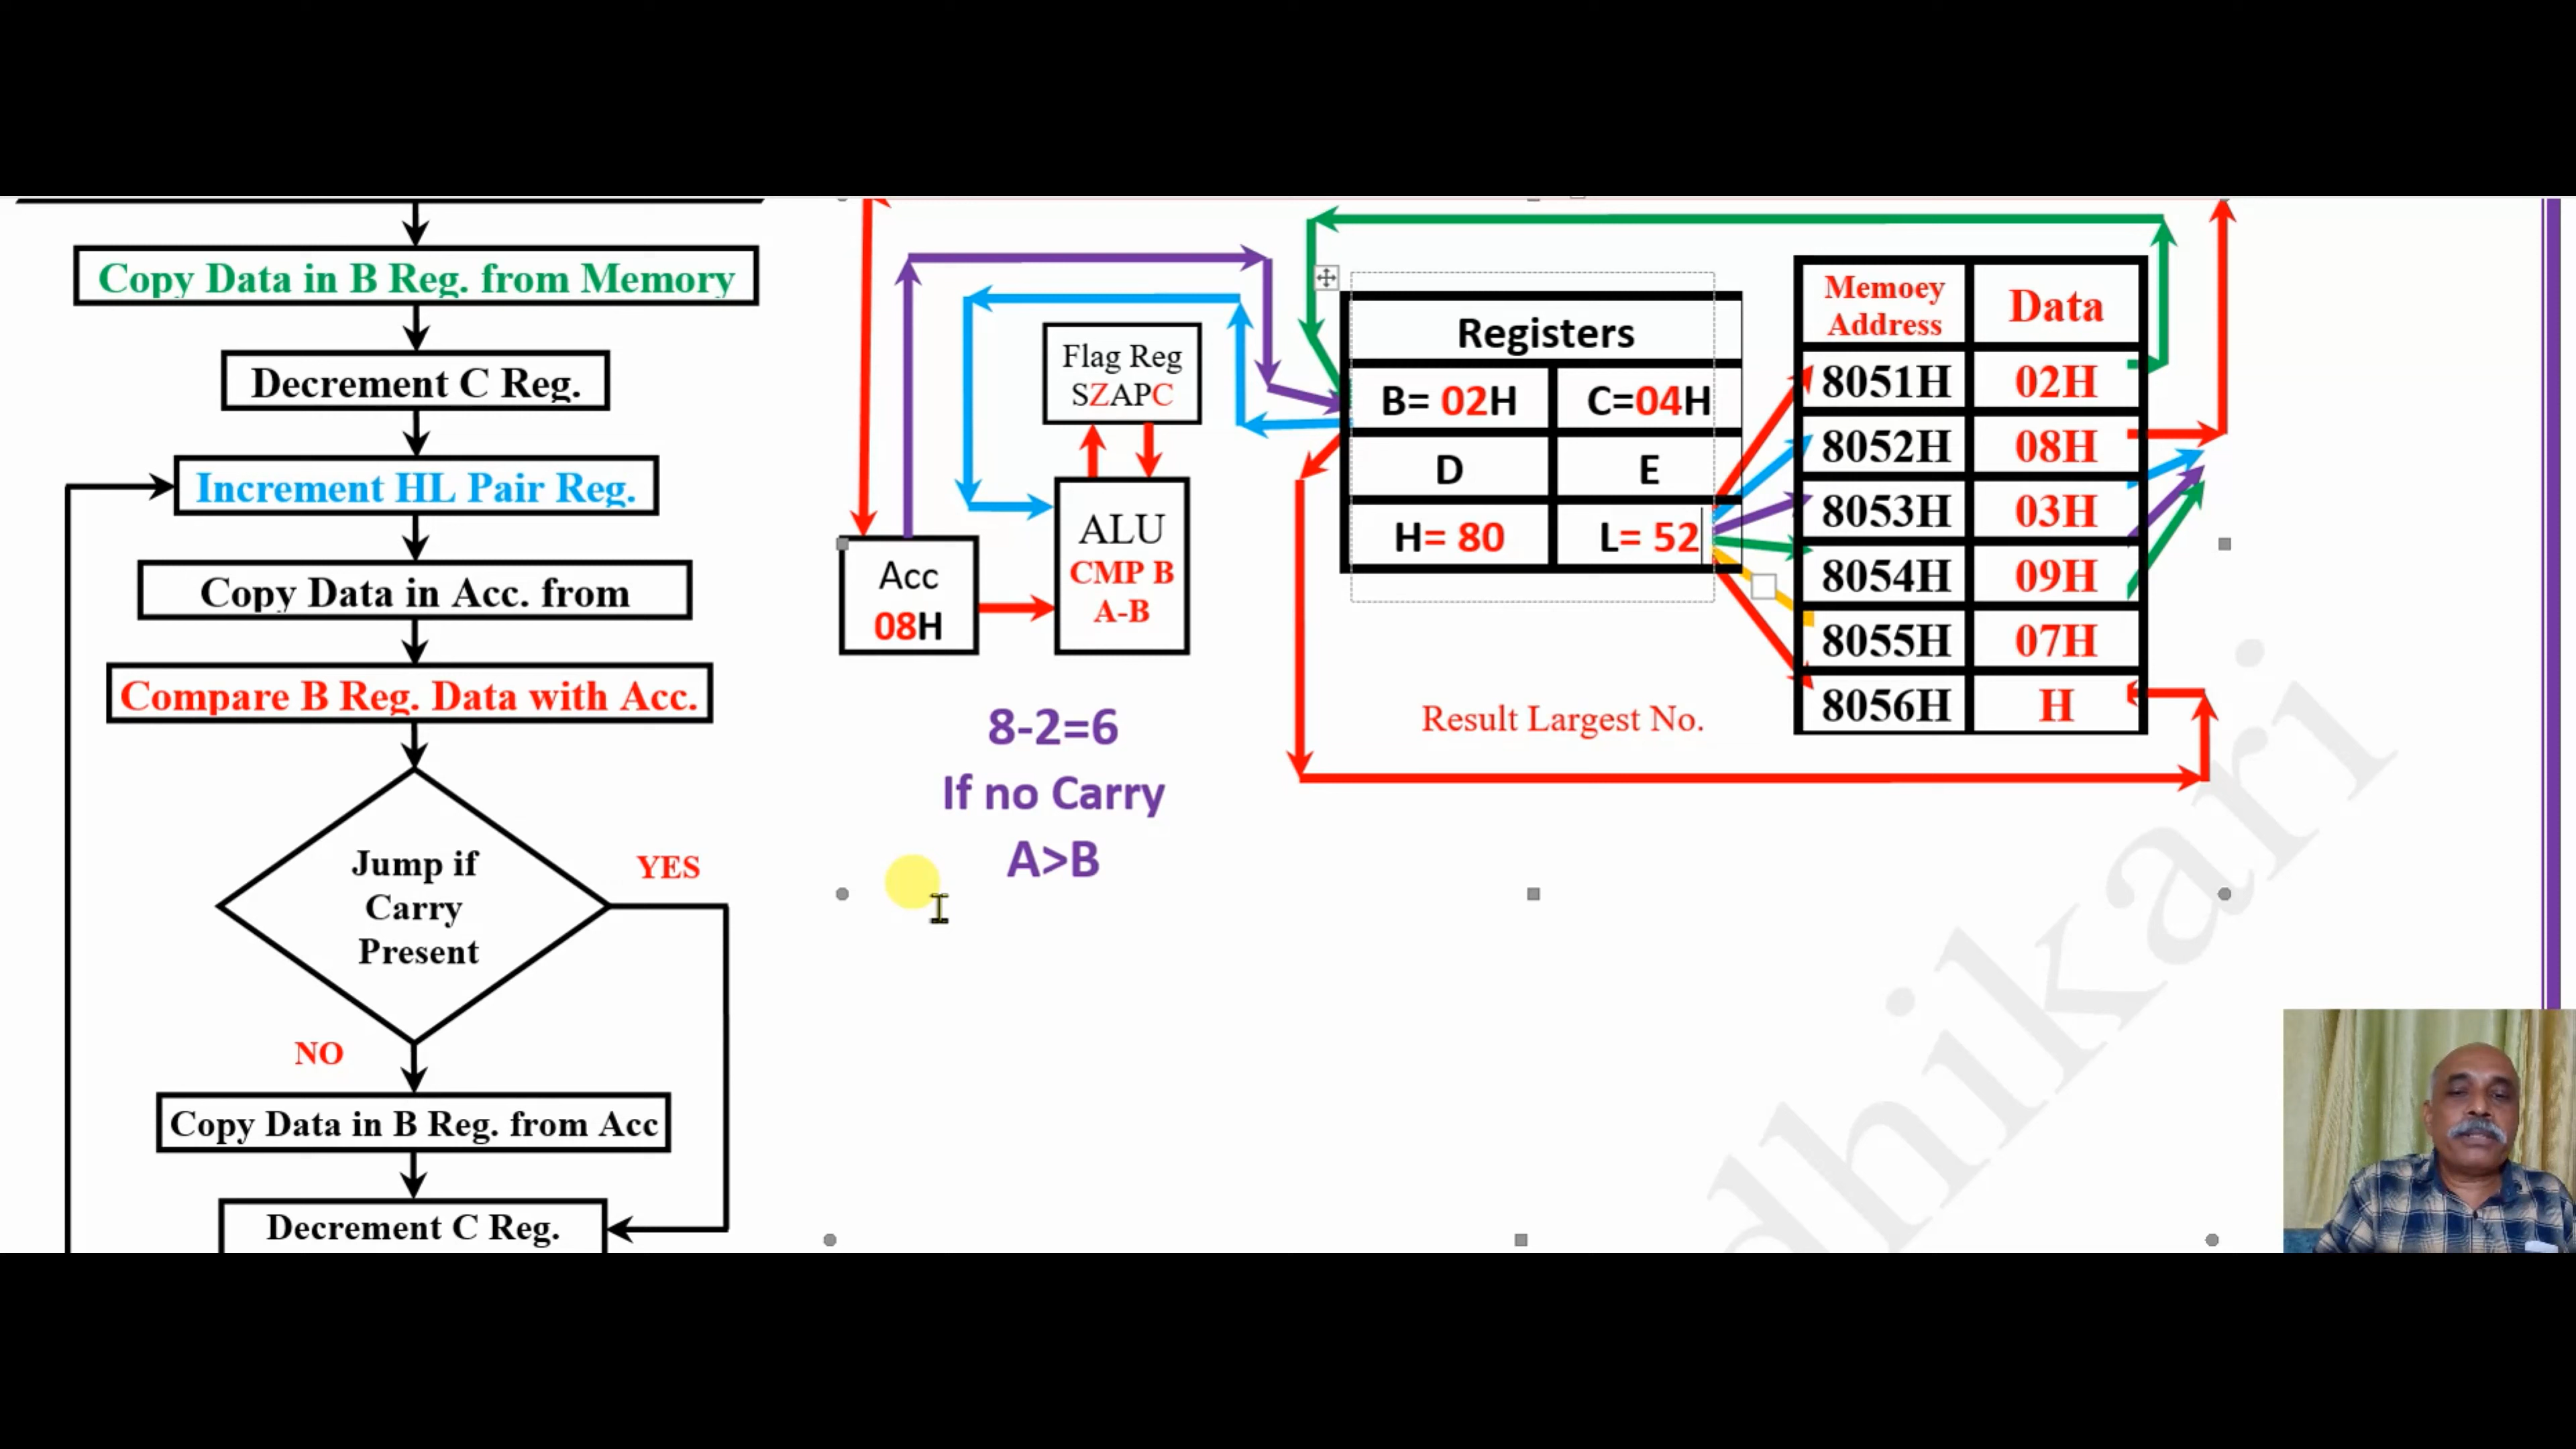 Copy Data in B Reg. from Memory
Decrement C Reg.
Increment HL Pair Reg.
Copy Data in Acc. from
Compare B Reg. Data with Acc.
Jump if
Carry
Present
YES
NO
Copy Data in B Reg. from Acc
Decrement C Reg.
Flag Reg
SZAPC
ALU
CMP B
A-B
Acc
08H
8-2=6
If no Carry
A>B
Registers
B= 02H C=04H
D E
H= 80 L= 52
Result Largest No.
Memoey
Address Data
8051H 02H
8052H 08H
8053H 03H
8054H 09H
8055H 07H
8056H H
dhikari